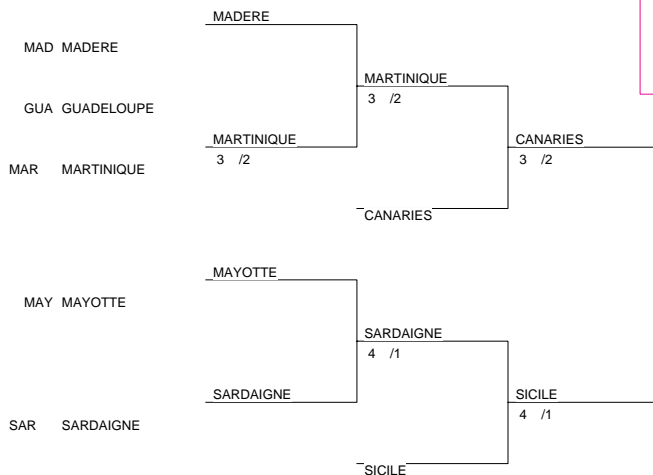 MADERE
MAD MADERE
MARTINIQUE
3 /2
GUA GUADELOUPE
MARTINIQUE
3 /2
CANARIES
3 /2
MAR MARTINIQUE
CANARIES
MAYOTTE
MAY MAYOTTE
SARDAIGNE
4 /1
SARDAIGNE
SICILE
4 /1
SAR SARDAIGNE
SICILE